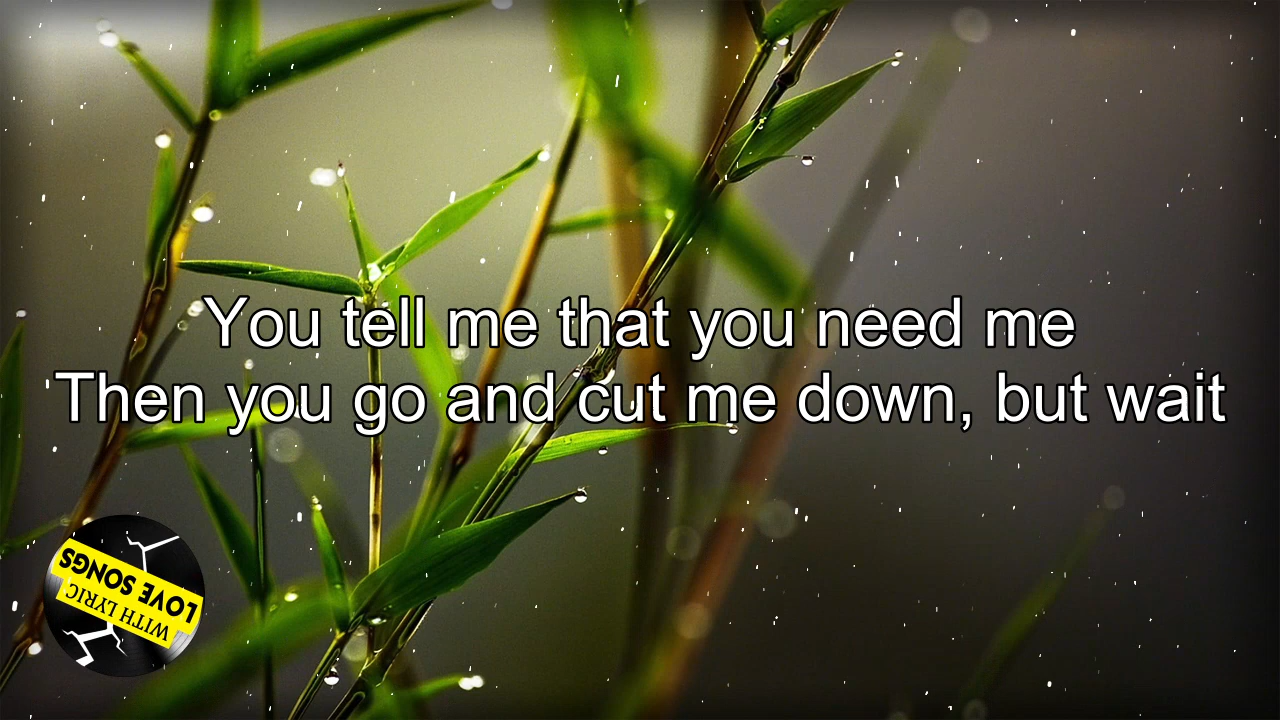 You tell me that you need me
Then you go and cut me down, but wait
LOVE SONGS
WITH LYRIC